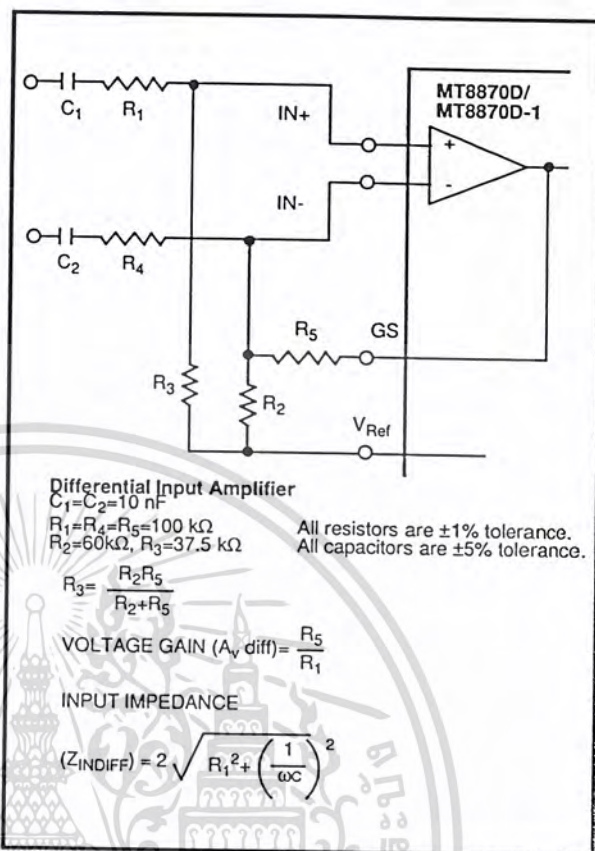 MT8870D/
MT8870D-1
C₁ R₁ IN+
+
-
IN-
C₂ R₄
R₅ GS
R₃
R₂
VRef
Differential Input Amplifier
C₁=C₂=10 nF
R₁=R₄=R₅=100 kΩ All resistors are ±1% tolerance.
R₂=60kΩ, R₃=37.5 kΩ All capacitors are ±5% tolerance.
R₃= R₂R₅ / R₂+R₅
VOLTAGE GAIN (Aᵥ diff)= R₅ / R₁
INPUT IMPEDANCE
(ZINDIFF) = 2 √ R₁²+ (1 / ωc)²